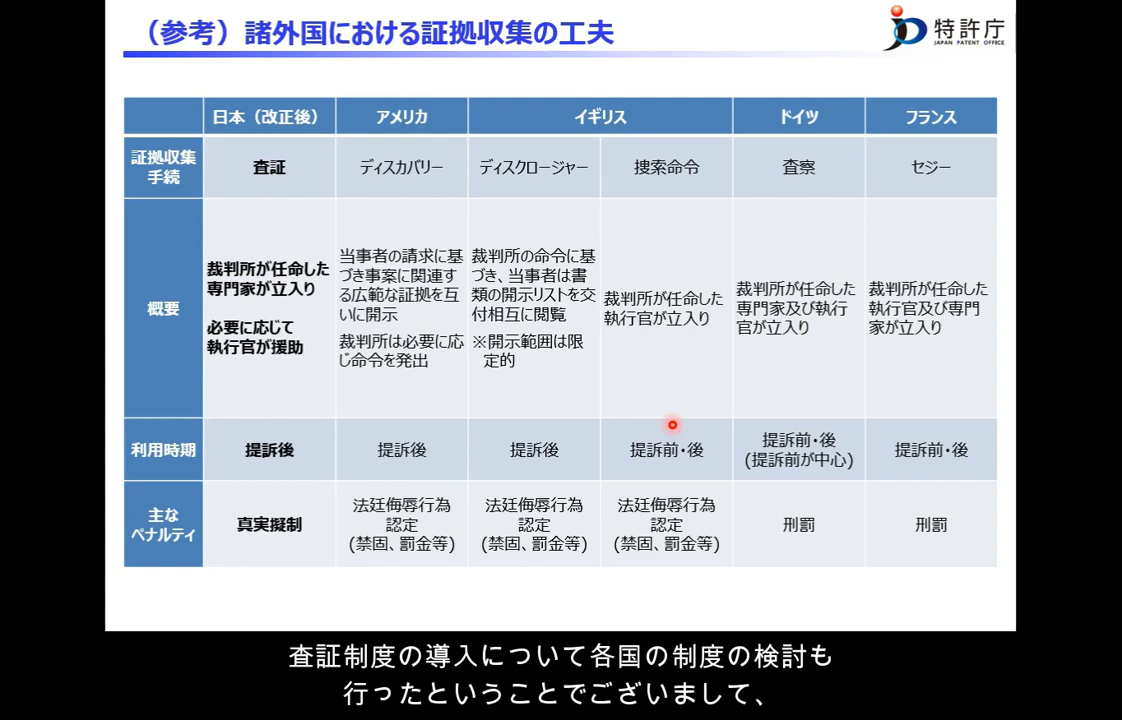 （参考）諸外国における証拠収集の工夫
特許庁
JAPAN PATENT OFFICE
日本（改正後）
アメリカ
イギリス
ドイツ
フランス
証拠収集
手続
査証
ディスカバリー
ディスクロージャー
捜索命令
査察
セジー
概要
裁判所が任命した
専門家が立入り
必要に応じて
執行官が援助
当事者の請求に基
づき事案に関連す
る広範な証拠を互
いに開示
裁判所は必要に応
じ命令を発出
裁判所の命令に基
づき、当事者は書
類の開示リストを交
付相互に閲覧
※開示範囲は限
定的
裁判所が任命した
執行官が立入り
裁判所が任命した
専門家及び執行
官が立入り
裁判所が任命した
執行官及び専門
家が立入り
利用時期
提訴後
提訴後
提訴後
提訴前・後
提訴前・後
(提訴前が中心)
提訴前・後
主な
ペナルティ
真実擬制
法廷侮辱行為
認定
(禁固、罰金等)
法廷侮辱行為
認定
(禁固、罰金等)
法廷侮辱行為
認定
(禁固、罰金等)
刑罰
刑罰
査証制度の導入について各国の制度の検討も
行ったということでございまして、